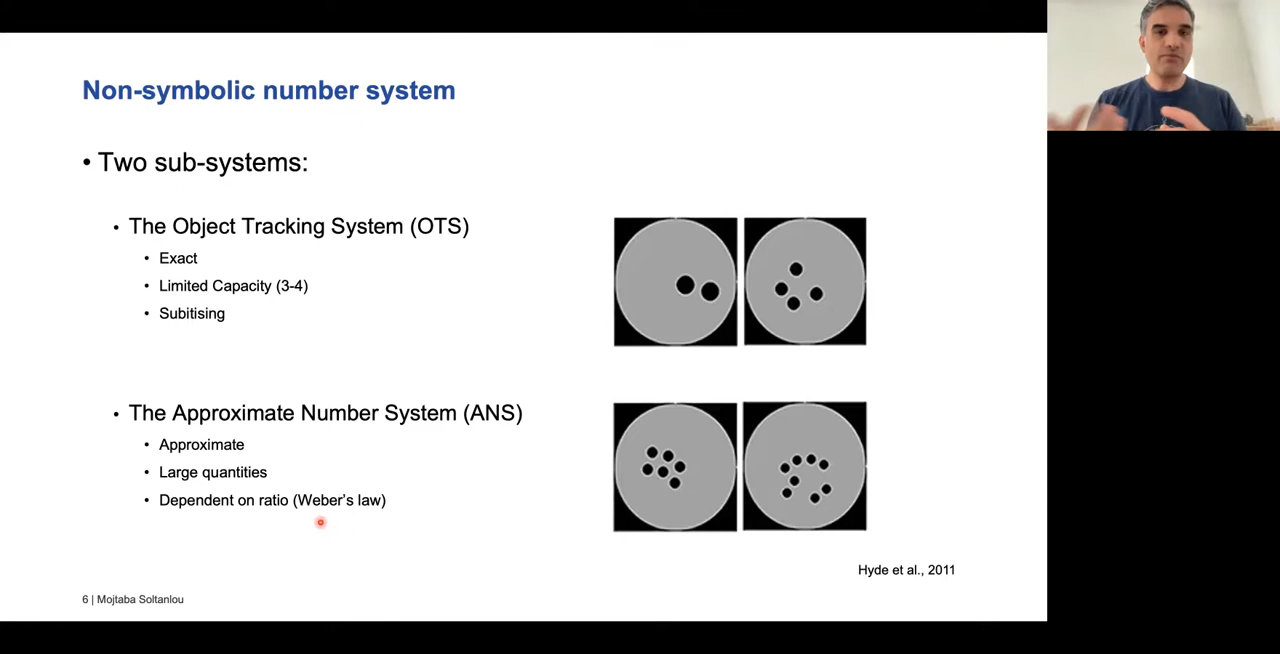 Non-symbolic number system
• Two sub-systems:
• The Object Tracking System (OTS)
• Exact
• Limited Capacity (3-4)
• Subitising
• The Approximate Number System (ANS)
• Approximate
• Large quantities
• Dependent on ratio (Weber's law)
Hyde et al., 2011
6 | Mojtaba Soltanlou